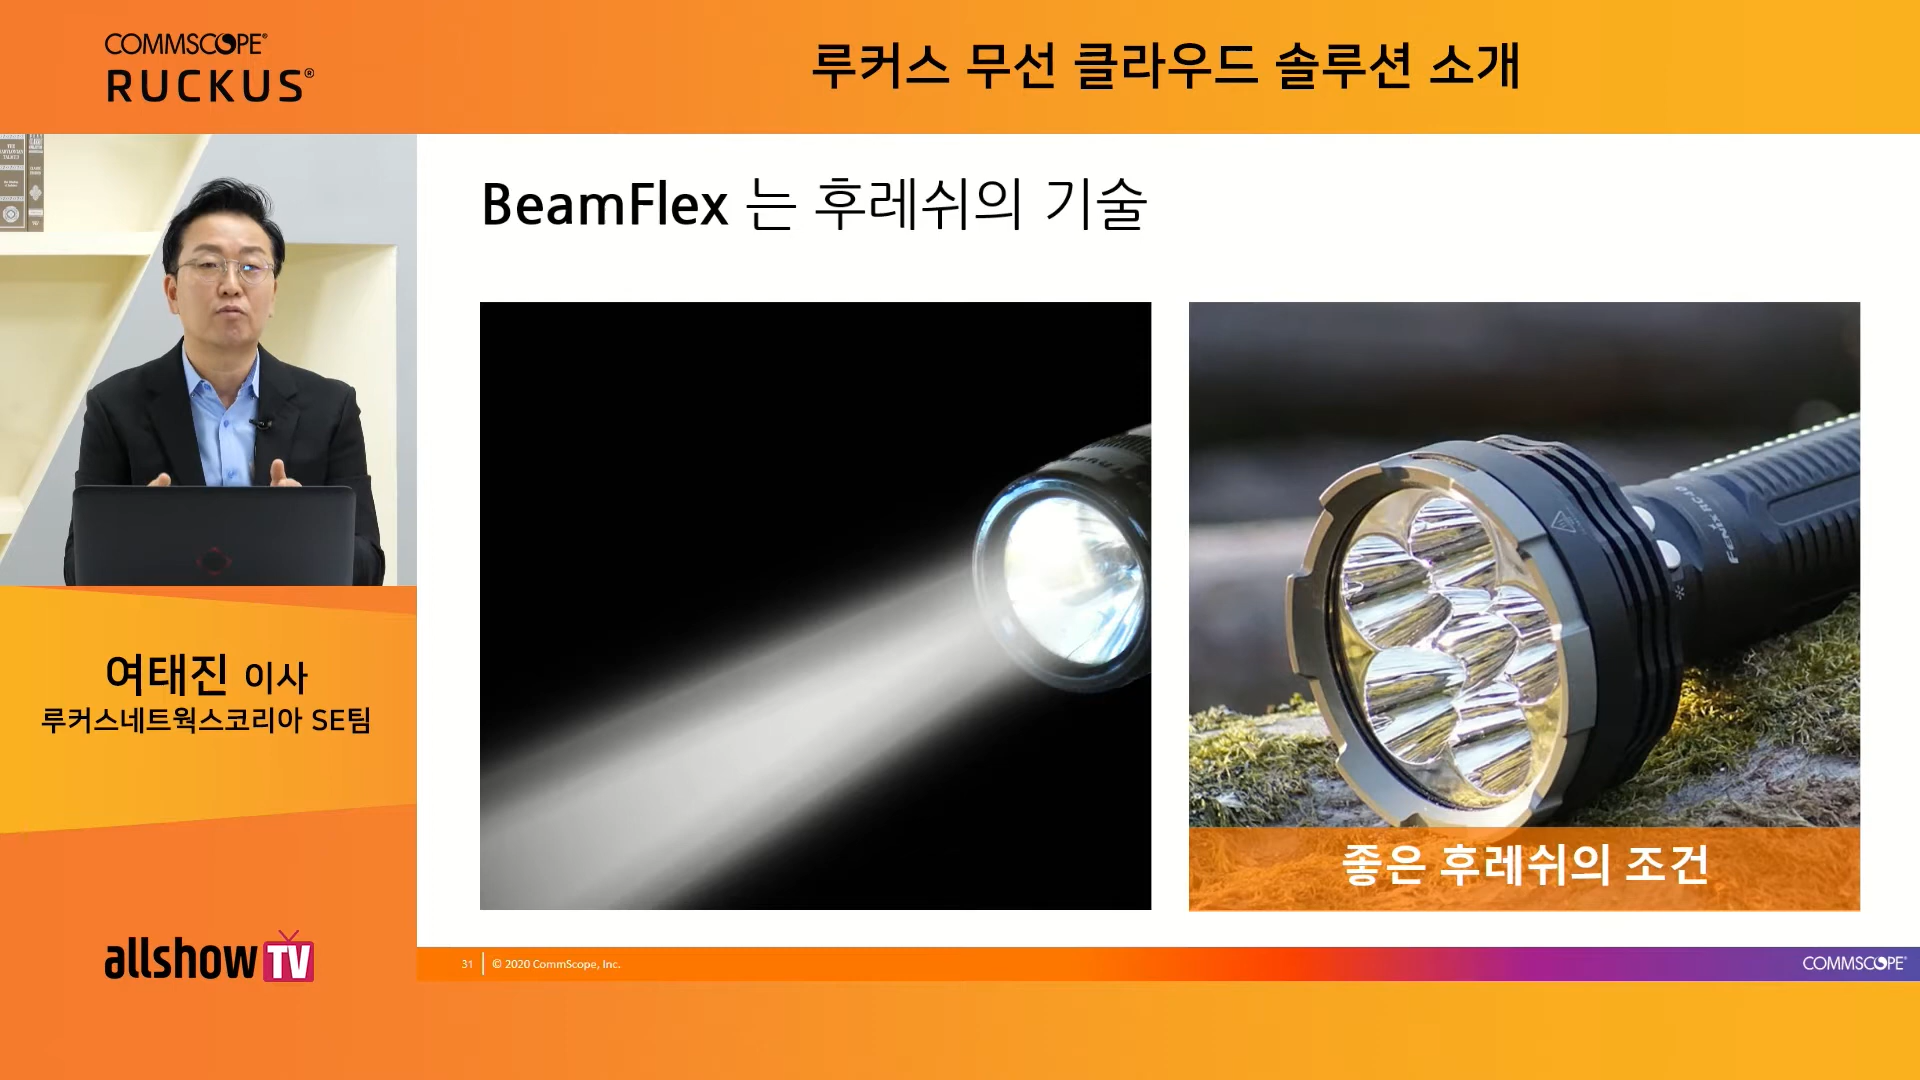 COMMSCOPE®
RUCKUS®
루커스 무선 클라우드 솔루션 소개
BeamFlex 는 후레쉬의 기술
Fenix RC40
좋은 후레쉬의 조건
여태진 이사
루커스네트웍스코리아 SE팀
allshow TV
31 © 2020 CommScope, Inc.
COMMSCOPE®